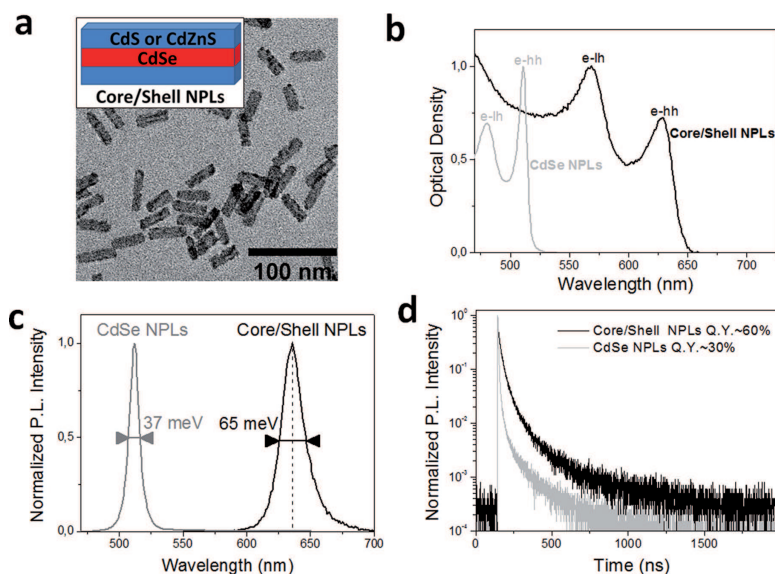 a
CdS or CdZnS
CdSe
Core/Shell NPLs
100 nm
b
Optical Density
1,0
0,5
0,0
e-lh
e-hh
CdSe NPLs
e-lh
e-hh
Core/Shell NPLs
500 550 600 650 700
Wavelength (nm)
c
Normalized P.L. Intensity
1,0
0,5
0,0
CdSe NPLs
Core/Shell NPLs
37 meV
65 meV
500 550 600 650 700
Wavelength (nm)
d
Normalized P.L. Intensity
10⁰
10⁻¹
10⁻²
10⁻³
10⁻⁴
Core/Shell NPLs Q.Y.~60%
CdSe NPLs Q.Y.~30%
0 500 1000 1500
Time (ns)